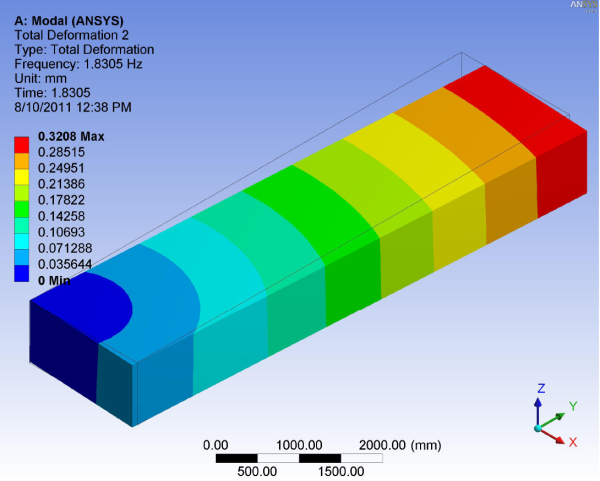 A: Modal (ANSYS)
Total Deformation 2
Type: Total Deformation
Frequency: 1.8305 Hz
Unit: mm
Time: 1.8305
8/10/2011 12:38 PM
0.3208 Max
0.28515
0.24951
0.21386
0.17822
0.14258
0.10693
0.071288
0.035644
0 Min
Z
Y
X
0.00 1000.00 2000.00 (mm)
500.00 1500.00